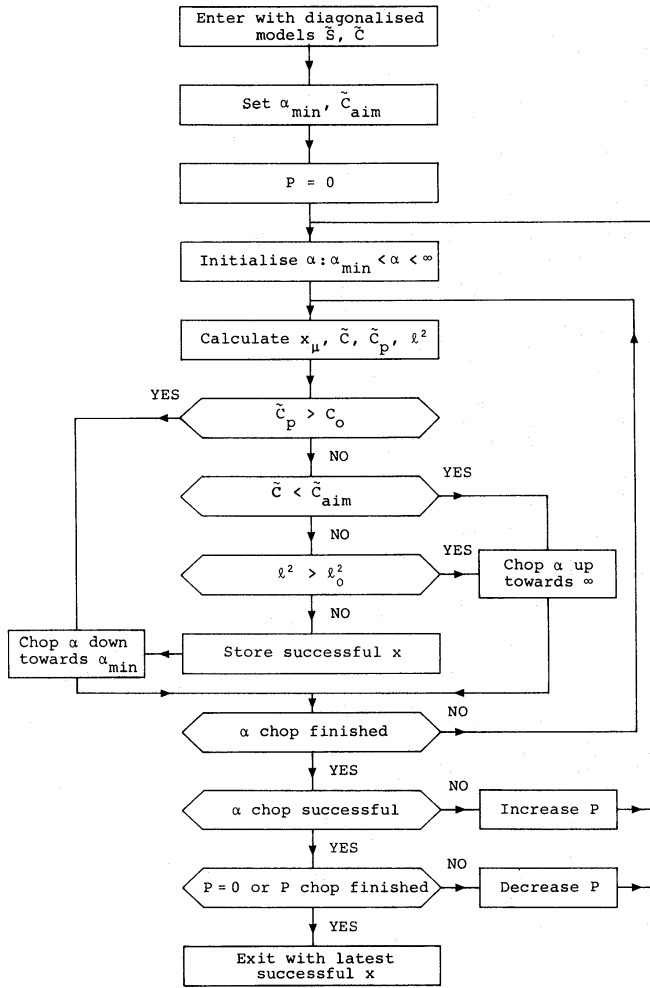 Enter with diagonalised
models S̃, C̃
Set α_min, C̃_aim
P = 0
Initialise α: α_min < α < ∞
Calculate x_μ, C̃, C̃_p, ℓ²
YES
C̃_p > C_o
NO
YES
C̃ < C̃_aim
NO
YES
ℓ² > ℓ_o²
Chop α up
towards ∞
NO
Chop α down
towards α_min
Store successful x
NO
α chop finished
YES
NO
α chop successful
Increase P
YES
NO
P = 0 or P chop finished
Decrease P
YES
Exit with latest
successful x